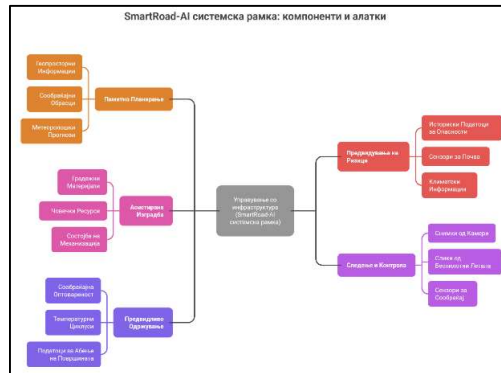 SmartRoad-AI системска рамка: компоненти и алатки
Геопросторни
Информации
Сообраќајни
Обрасци
Метеоролошки
Прогнози
Паметно Планирање
Градежни
Материјали
Човечки Ресурси
Состојба на
Механизација
Асистирана
Изградба
Сообраќајна
Оптовареност
Температурни
Циклуси
Податоци за Абење
на Површината
Предвидливо
Одржување
Управување со
инфраструктура
(SmartRoad-AI
системска рамка)
Предвидување на
Ризици
Историски Податоци
за Опасности
Сензори за Почва
Климатски
Информации
Следење и Контрола
Снимки од Камери
Слики од
Беспилотни Летала
Сензори за
Сообраќај